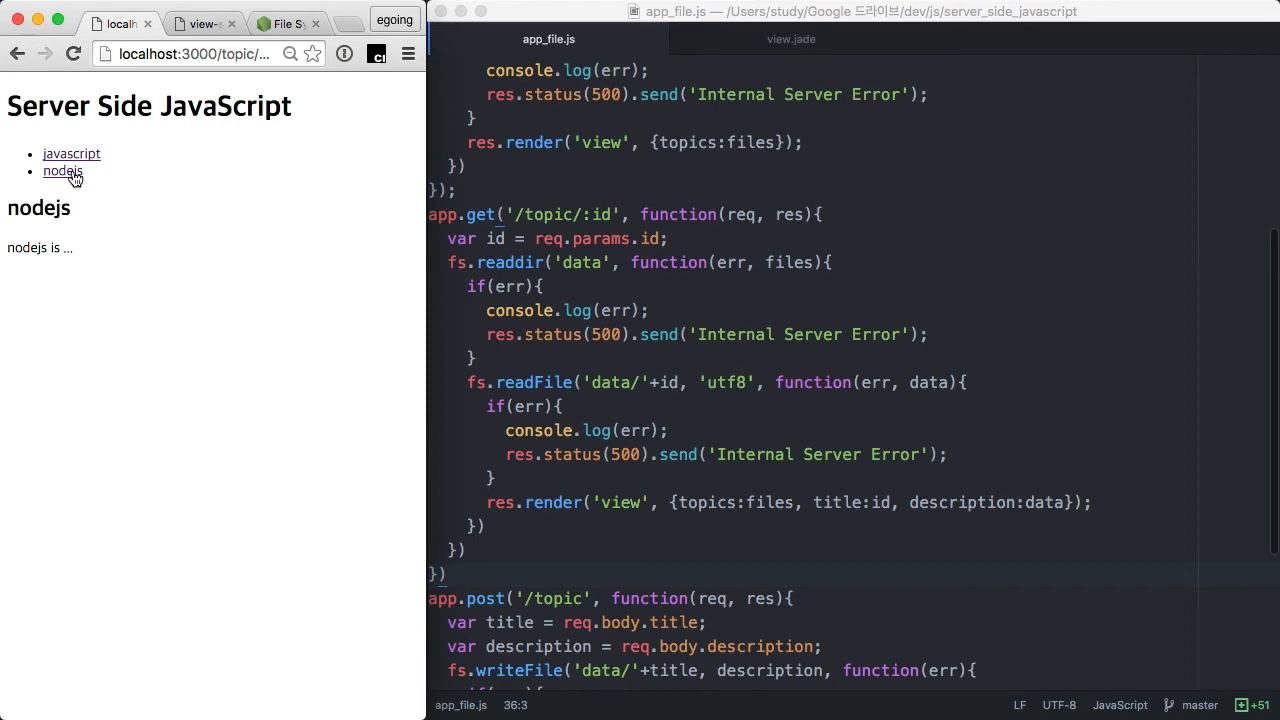 localh
view-s
File Sy
egoing
localhost:3000/topic/...
Server Side JavaScript
javascript
nodejs
nodejs
nodejs is ...
app_file.js — /Users/study/Google 드라이브/dev/js/server_side_javascript
app_file.js
view.jade
console.log(err);
res.status(500).send('Internal Server Error');
}
res.render('view', {topics:files});
})
});
app.get('/topic/:id', function(req, res){
var id = req.params.id;
fs.readdir('data', function(err, files){
if(err){
console.log(err);
res.status(500).send('Internal Server Error');
}
fs.readFile('data/'+id, 'utf8', function(err, data){
if(err){
console.log(err);
res.status(500).send('Internal Server Error');
}
res.render('view', {topics:files, title:id, description:data});
})
})
})
app.post('/topic', function(req, res){
var title = req.body.title;
var description = req.body.description;
fs.writeFile('data/'+title, description, function(err){
app_file.js 36:3 LF UTF-8 JavaScript master +51